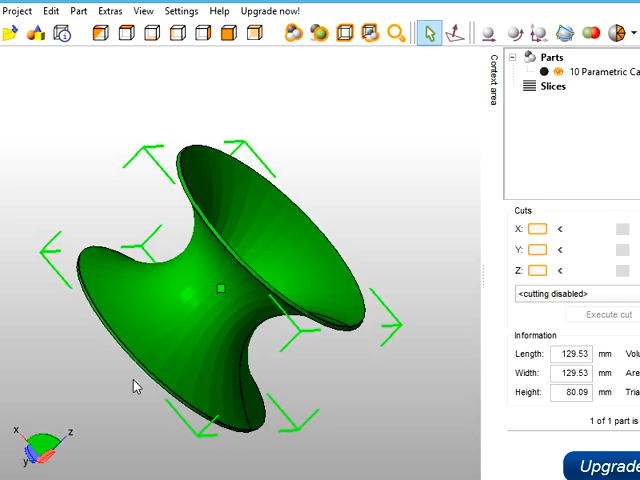 Project Edit Part Extras View Settings Help Upgrade now!
Context area
Parts
10 Parametric Ca
Slices
Cuts
X: <
Y: <
Z: <
<cutting disabled>
Execute cut
Information
Length: 129.53 mm Volu
Width: 129.53 mm Are
Height: 80.09 mm Tria
1 of 1 part is
Upgrade
x z
y